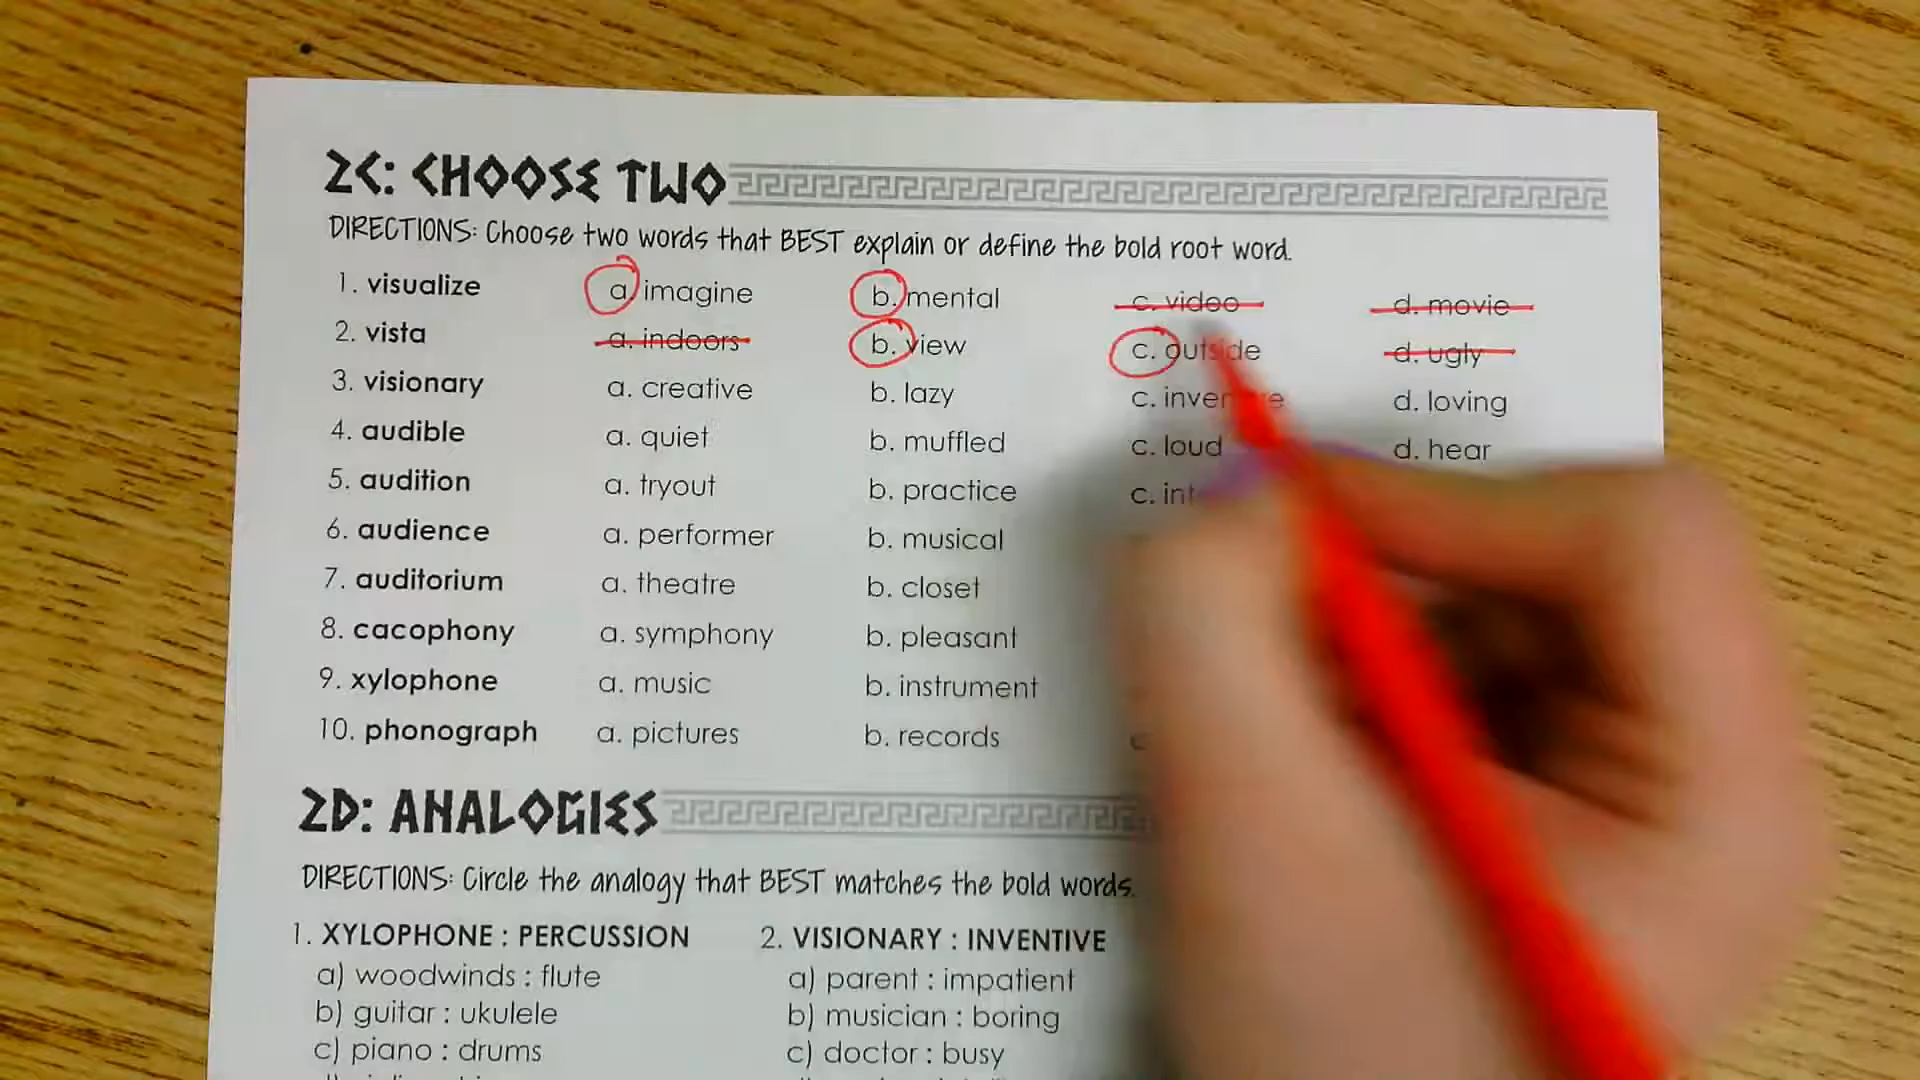 2C: CHOOSE TWO
DIRECTIONS: Choose two words that BEST explain or define the bold root word.
1. visualize a. imagine b. mental c. video d. movie
2. vista a. indoors b. view c. outside d. ugly
3. visionary a. creative b. lazy c. d. loving
4. audible a. quiet b. muffled c. loud d. hear
5. audition a. tryout b. practice c.
6. audience a. performer b. musical
7. auditorium a. theatre b. closet
8. cacophony a. symphony b. pleasant
9. xylophone a. music b. instrument
10. phonograph a. pictures b. records
2D: ANALOGIES
DIRECTIONS: Circle the analogy that BEST matches the bold words.
1. XYLOPHONE : PERCUSSION 2. VISIONARY : INVENTIVE
a) woodwinds : flute a) parent : impatient
b) guitar : ukulele b) musician : boring
c) piano : drums c) doctor : busy